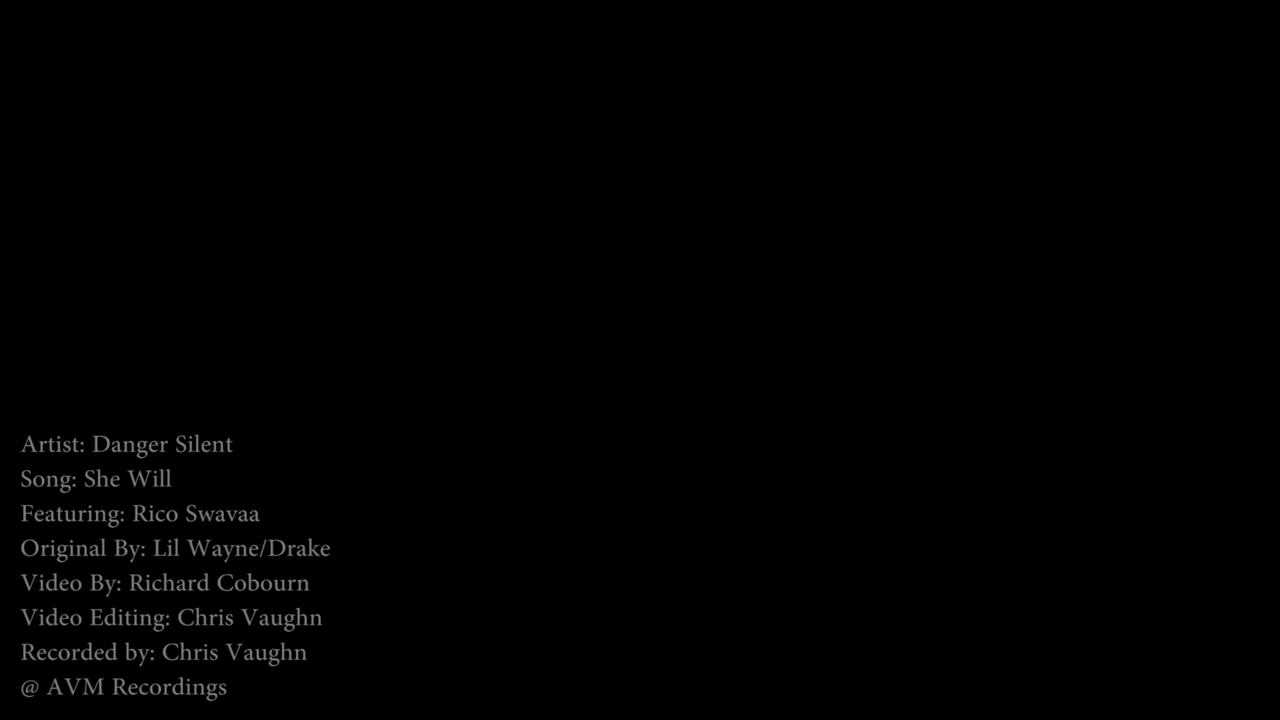 Artist: Danger Silent
Song: She Will
Featuring: Rico Swavaa
Original By: Lil Wayne/Drake
Video By: Richard Cobourn
Video Editing: Chris Vaughn
Recorded by: Chris Vaughn
@ AVM Recordings